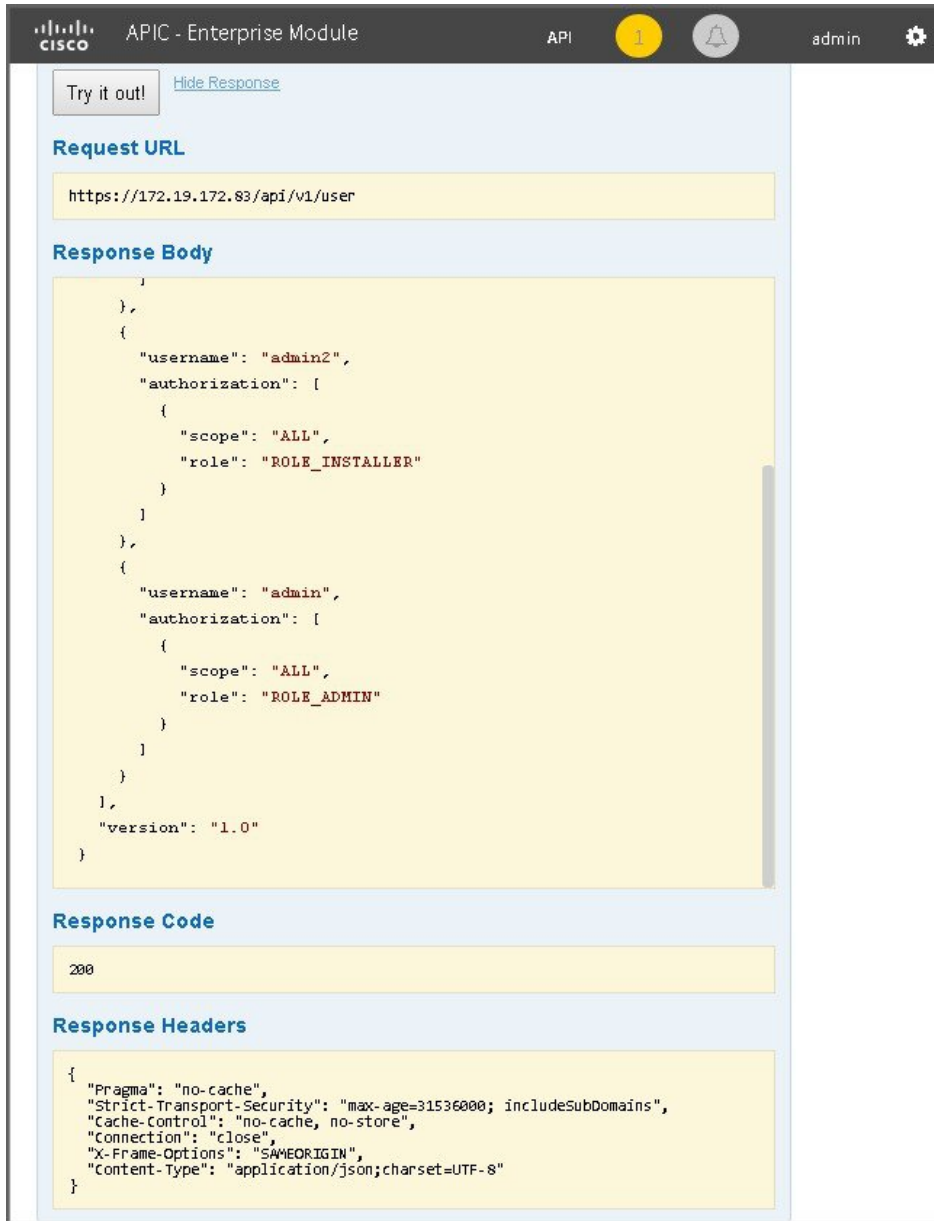 CISCO APIC - Enterprise Module API 1 admin
Try it out! Hide Response
Request URL
https://172.19.172.83/api/v1/user
Response Body
]
},
{
"username": "admin2",
"authorization": [
{
"scope": "ALL",
"role": "ROLE_INSTALLER"
}
]
},
{
"username": "admin",
"authorization": [
{
"scope": "ALL",
"role": "ROLE_ADMIN"
}
]
}
],
"version": "1.0"
}
Response Code
200
Response Headers
{
"Pragma": "no-cache",
"Strict-Transport-Security": "max-age=31536000; includeSubDomains",
"Cache-Control": "no-cache, no-store",
"Connection": "close",
"X-Frame-Options": "SAMEORIGIN",
"Content-Type": "application/json;charset=UTF-8"
}